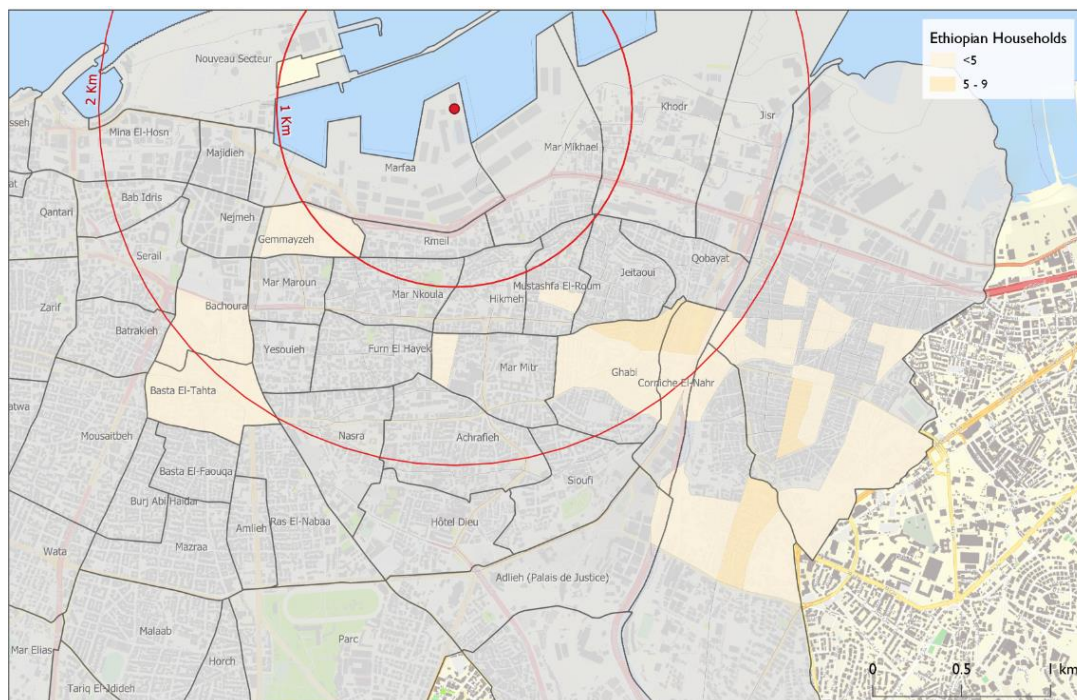 Ethiopian Households
<5
5 - 9
Nouveau Secteur
2 Km
1 Km
Khodr
Jisr
sseh
Mina El-Hosn
Majidieh
Marfaa
Mar Mikhael
at
Bab Idris
Qantari
Nejmeh
Gemmayzeh
Rmeil
Serail
Qobayat
Jeitaoui
Mar Maroun
Mustashfa El-Roum
Mar Nkoula
Hikmeh
Zarif
Bachoura
Batrakieh
Yesouieh
Furn El Hayek
Mar Mitr
Ghabi
Corniche El-Nahr
Basta El-Tahta
atwa
Mousaitbeh
Nasra
Achrafieh
Basta El-Faouqa
Sioufi
Burj Abi Haidar
Ras El-Nabaa
Hôtel Dieu
Amlieh
Mazraa
Wata
Adlieh (Palais de Justice)
Malaab
Parc
Mar Elias
Horch
Tariq El-Jdideh
0 0.5 1 km